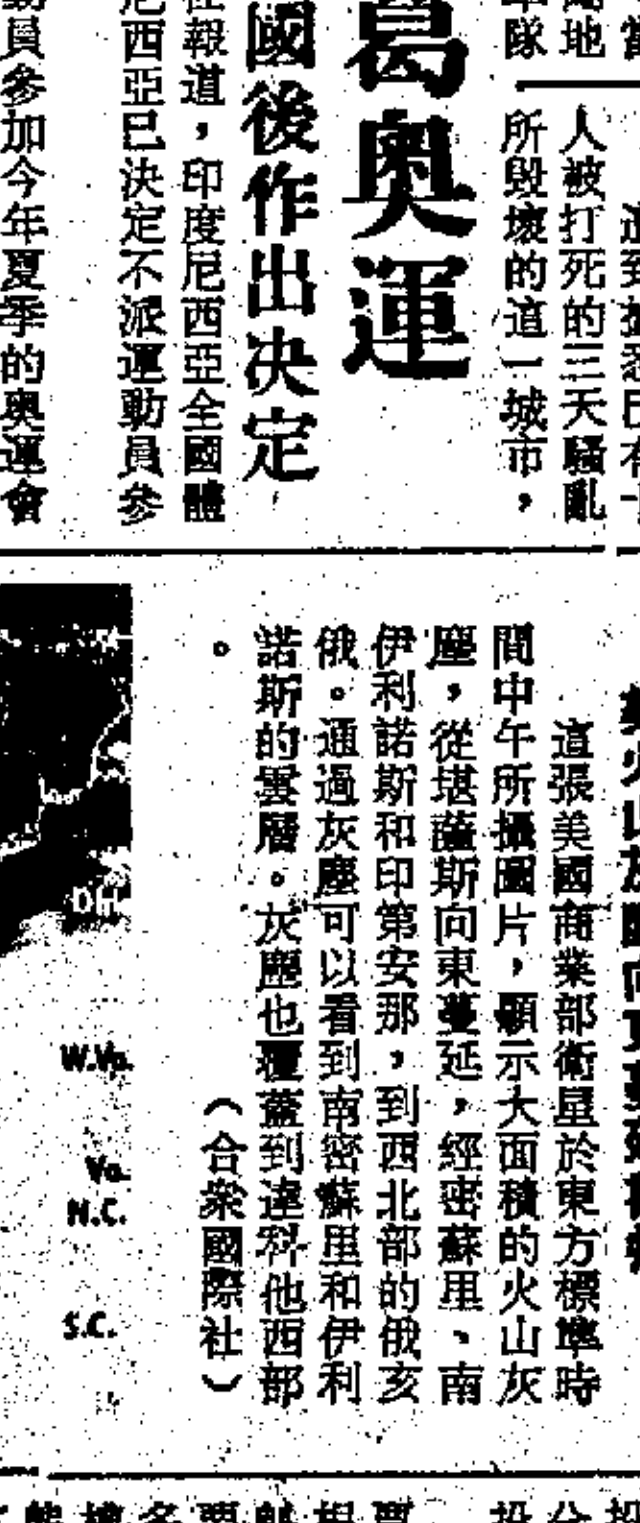 人被打死的三天騷亂
所毀壞的這一城市，
奧運
國後作出決定
報道，印度尼西亞全國體
尼西亞已決定不派運動員參
員參加今年夏季的奧運會
這張美國商業部衛星於東方標準時
間中午所攝圖片，顯示大面積的火山灰
塵，從堪薩斯向東蔓延，經密蘇里、南
伊利諾斯和印第安那，到西北部的俄亥
俄。通過灰塵可以看到南密蘇里和伊利
諾斯的雲層。灰塵也覆蓋到達科他西部
。
（合眾國際社）
W.Va.
Va.
N.C.
S.C.